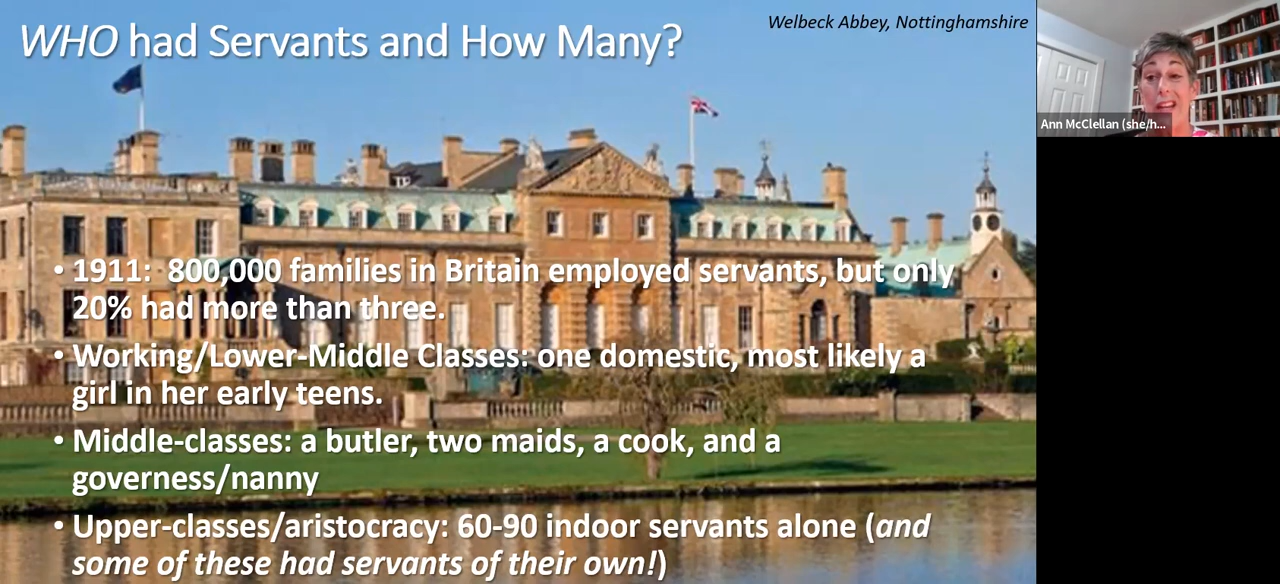 WHO had Servants and How Many?
Welbeck Abbey, Nottinghamshire
Ann McClellan (she/h...
• 1911:  800,000 families in Britain employed servants, but only
20% had more than three.
• Working/Lower-Middle Classes: one domestic, most likely a
girl in her early teens.
• Middle-classes: a butler, two maids, a cook, and a
governess/nanny
• Upper-classes/aristocracy: 60-90 indoor servants alone (and
some of these had servants of their own!)